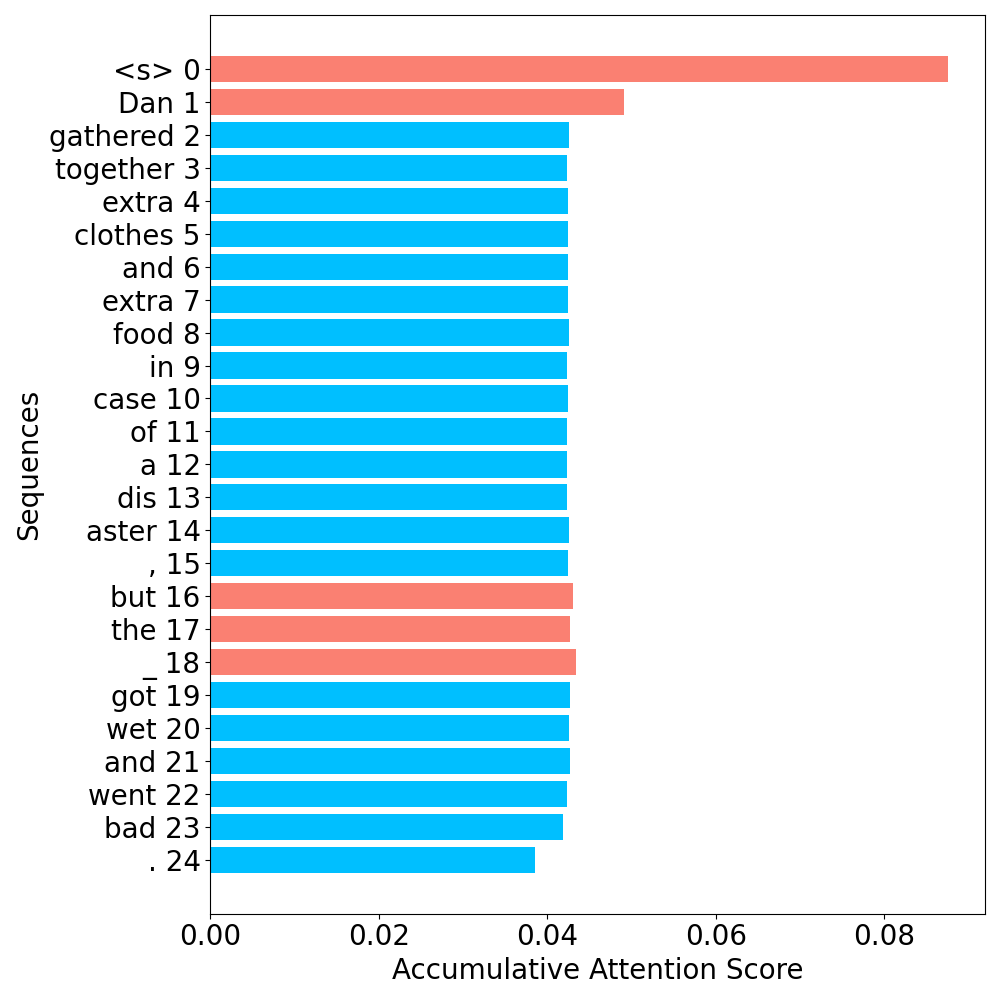 <s> 0
Dan 1
gathered 2
together 3
extra 4
clothes 5
and 6
extra 7
food 8
in 9
case 10
of 11
a 12
dis 13
aster 14
, 15
but 16
the 17
_ 18
got 19
wet 20
and 21
went 22
bad 23
. 24
Sequences
0.00 0.02 0.04 0.06 0.08
Accumulative Attention Score